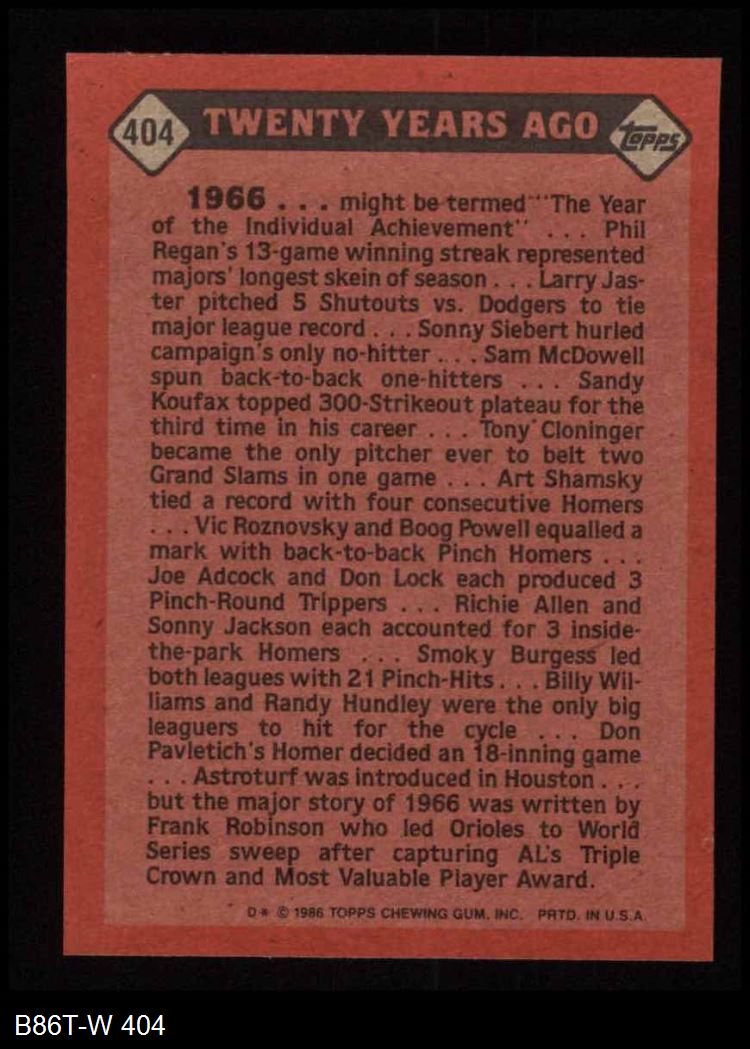 404 TWENTY YEARS AGO topps
1966 . . . might be termed "The Year
of the Individual Achievement" . . . Phil
Regan's 13-game winning streak represented
majors' longest skein of season . . . Larry Jas-
ter pitched 5 Shutouts vs. Dodgers to tie
major league record . . . Sonny Siebert hurled
campaign's only no-hitter . . . Sam McDowell
spun back-to-back one-hitters . . . Sandy
Koufax topped 300-Strikeout plateau for the
third time in his career . . . Tony Cloninger
became the only pitcher ever to belt two
Grand Slams in one game . . . Art Shamsky
tied a record with four consecutive Homers
. . . Vic Roznovsky and Boog Powell equalled a
mark with back-to-back Pinch Homers . . .
Joe Adcock and Don Lock each produced 3
Pinch-Round Trippers . . . Richie Allen and
Sonny Jackson each accounted for 3 inside-
the-park Homers . . . Smoky Burgess led
both leagues with 21 Pinch-Hits . . . Billy Wil-
liams and Randy Hundley were the only big
leaguers to hit for the cycle . . . Don
Pavletich's Homer decided an 18-inning game
. . . Astroturf was introduced in Houston . . .
but the major story of 1966 was written by
Frank Robinson who led Orioles to World
Series sweep after capturing AL's Triple
Crown and Most Valuable Player Award.
D* © 1986 TOPPS CHEWING GUM, INC. PRTD. IN U.S.A.
B86T-W 404